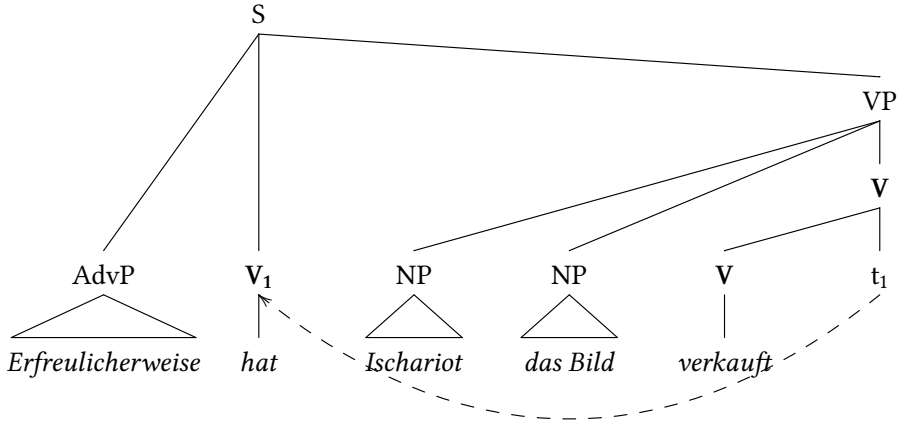 S
VP
V
AdvP V₁ NP NP V t₁
Erfreulicherweise hat Ischariot das Bild verkauft